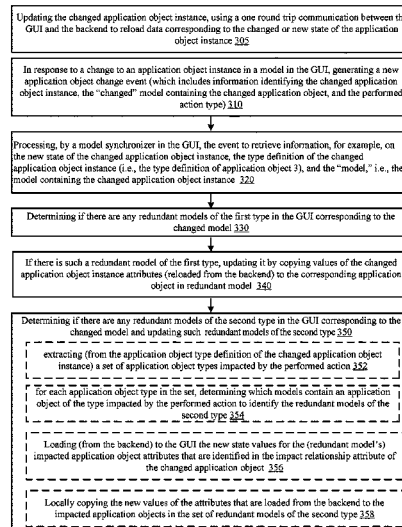 Updating the changed application object instance, using a one round trip communication between the
GUI and the backend to reload data corresponding to the changed or new state of the application
object instance 305
In response to a change to an application object instance in a model in the GUI, generating a new
application object change event (which includes information identifying the changed application
object instance, the "changed" model containing the changed application object, and the performed
action type) 310
Processing, by a model synchronizer in the GUI, the event to retrieve information, for example, on
the new state of the changed application object instance, the type definition of the changed
application object instance (i.e., the type definition of application object 3), and the "model," i.e., the
model containing the changed application object instance 320
Determining if there are any redundant models of the first type in the GUI corresponding to the
changed model 330
If there is such a redundant model of the first type, updating it by copying values of the changed
application object instance attributes (reloaded from the backend) to the corresponding application
object in redundant model 340
Determining if there are any redundant models of the second type in the GUI corresponding to the
changed model and updating such redundant models of the second type 350
extracting (from the application object type definition of the changed application object
instance) a set of application object types impacted by the performed action 352
for each application object type in the set, determining which models contain an application
object of the type impacted by the performed action to identify the redundant models of the
second type 354
Loading (from the backend) to the GUI the new state values for the (redundant model's)
impacted application object attributes that are identified in the impact relationship attribute
of the changed application object 356
Locally copying the new values of the attributes that are loaded from the backend to the
impacted application objects in the set of redundant models of the second type 358